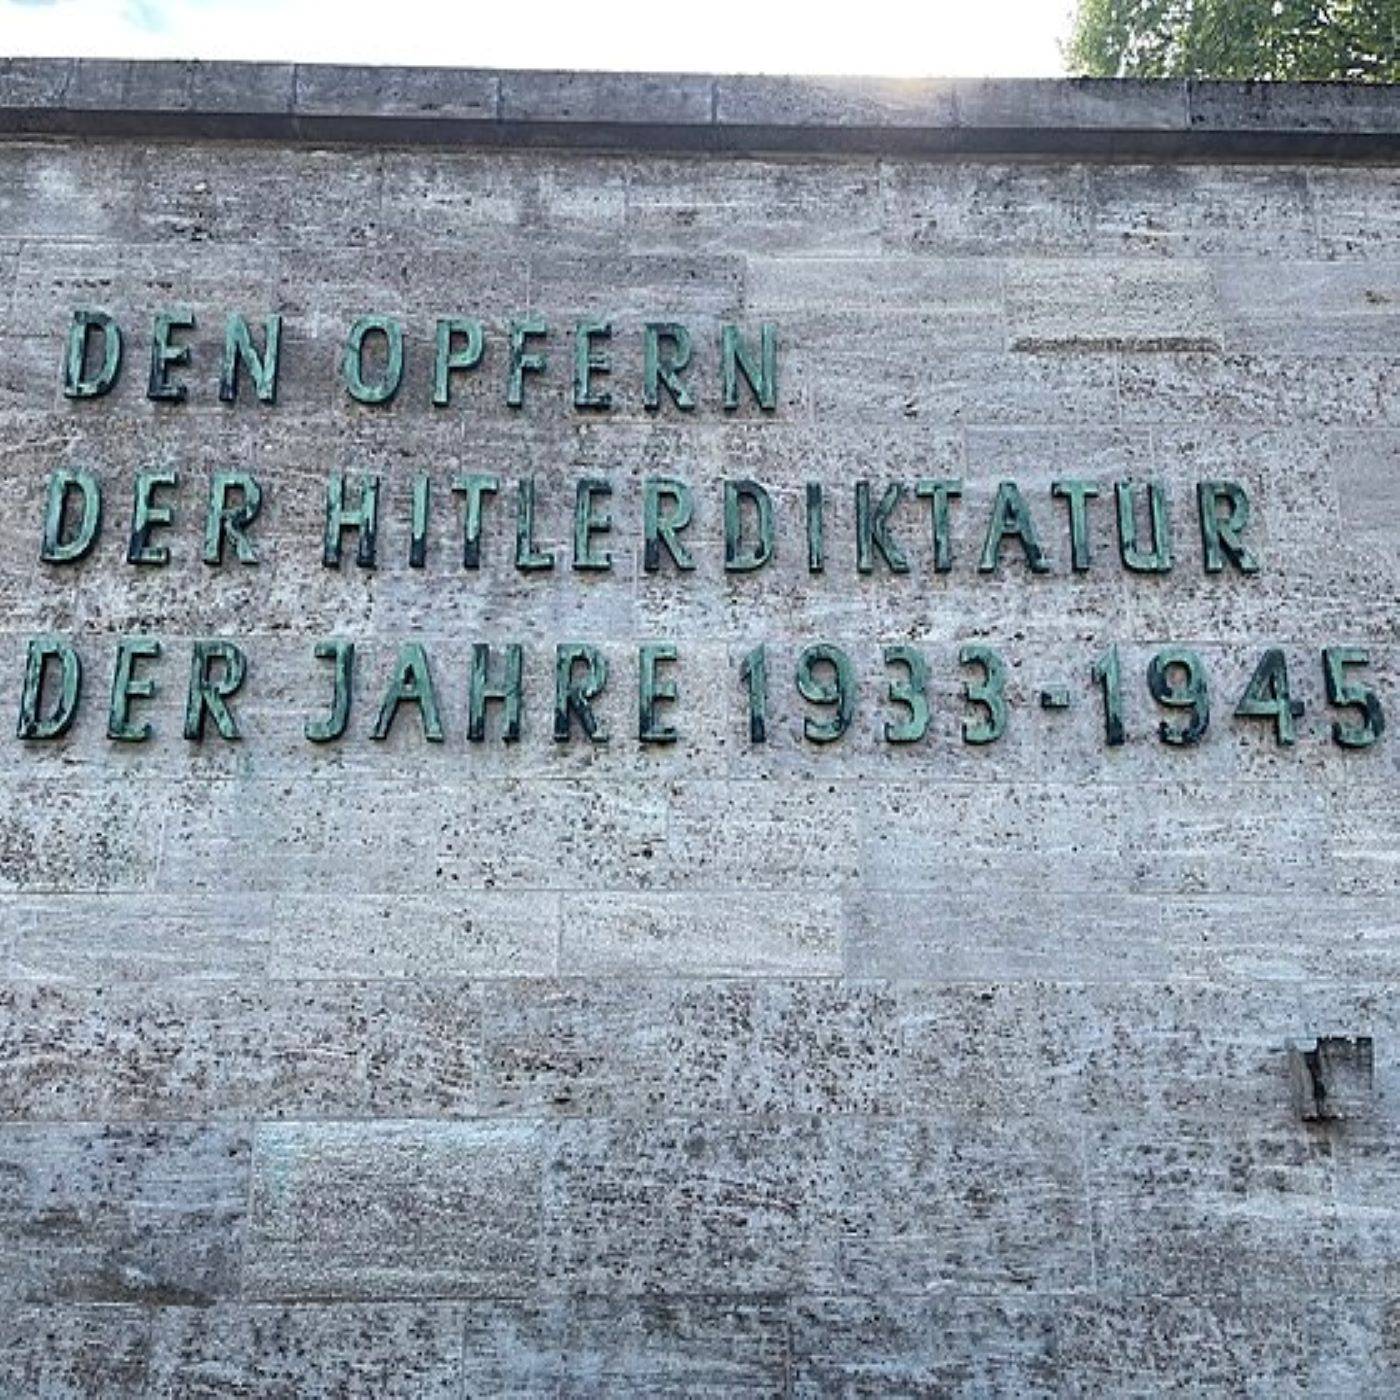 DEN OPFERN
DER HITLERDIKTATUR
DER JAHRE 1933-1945